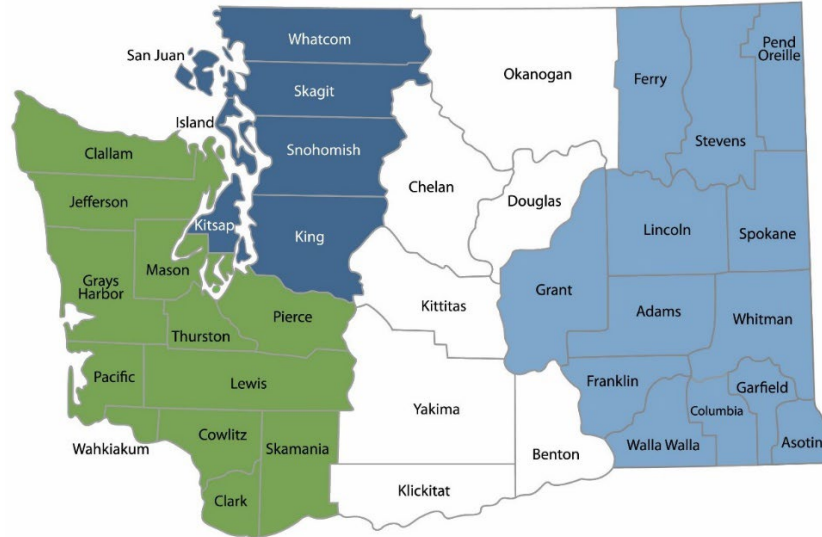 Whatcom
San Juan
Pend
Oreille
Okanogan
Ferry
Skagit
Island
Stevens
Snohomish
Clallam
Chelan
Douglas
Jefferson
Kitsap
King
Lincoln
Spokane
Mason
Grays
Harbor
Grant
Kittitas
Adams
Whitman
Pierce
Thurston
Pacific
Lewis
Franklin
Garfield
Yakima
Columbia
Cowlitz
Skamania
Wahkiakum
Walla Walla
Asotin
Benton
Klickitat
Clark